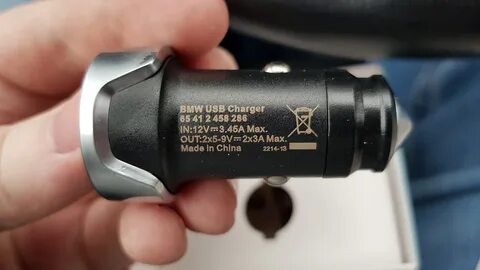 BMW USB Charger
65 41 2 458 286
IN:12V⎓3.45A Max.
OUT:2x5-9V⎓2x3A Max.
Made in China
2214-13